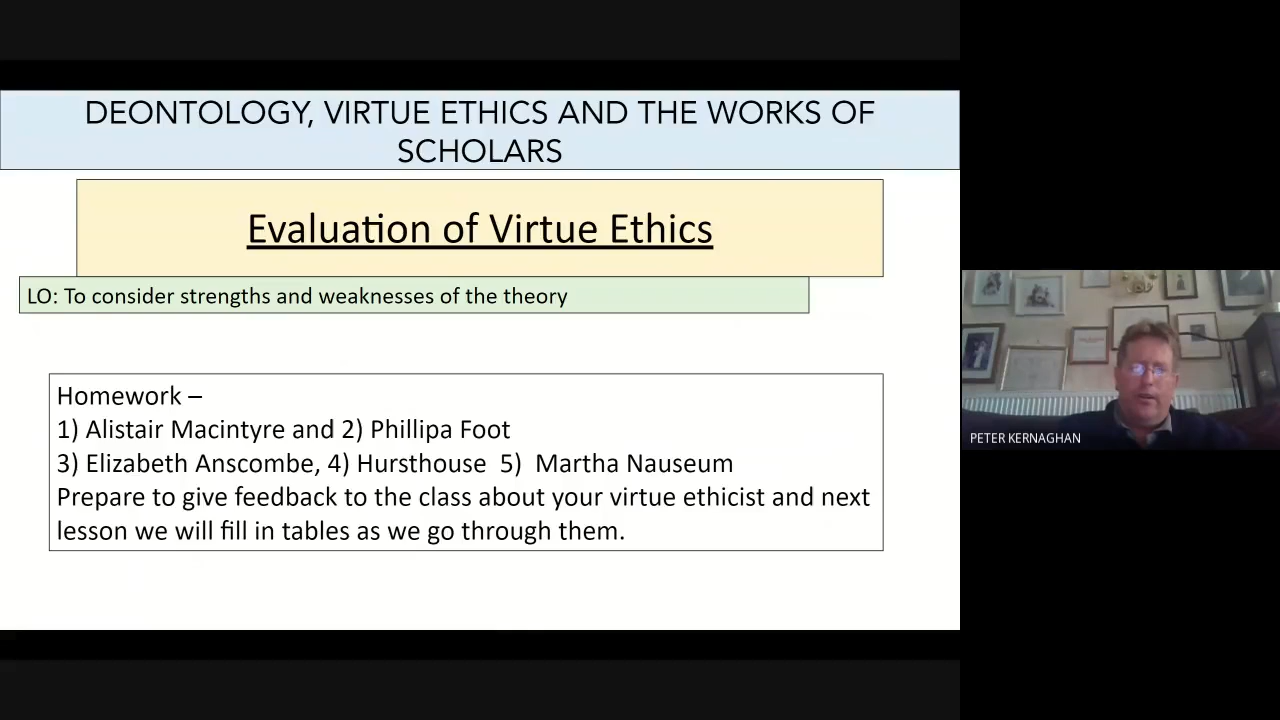 DEONTOLOGY, VIRTUE ETHICS AND THE WORKS OF
SCHOLARS
Evaluation of Virtue Ethics
LO: To consider strengths and weaknesses of the theory
Homework –
1) Alistair Macintyre and 2) Phillipa Foot
3) Elizabeth Anscombe, 4) Hursthouse 5) Martha Nauseum
Prepare to give feedback to the class about your virtue ethicist and next
lesson we will fill in tables as we go through them.
PETER KERNAGHAN